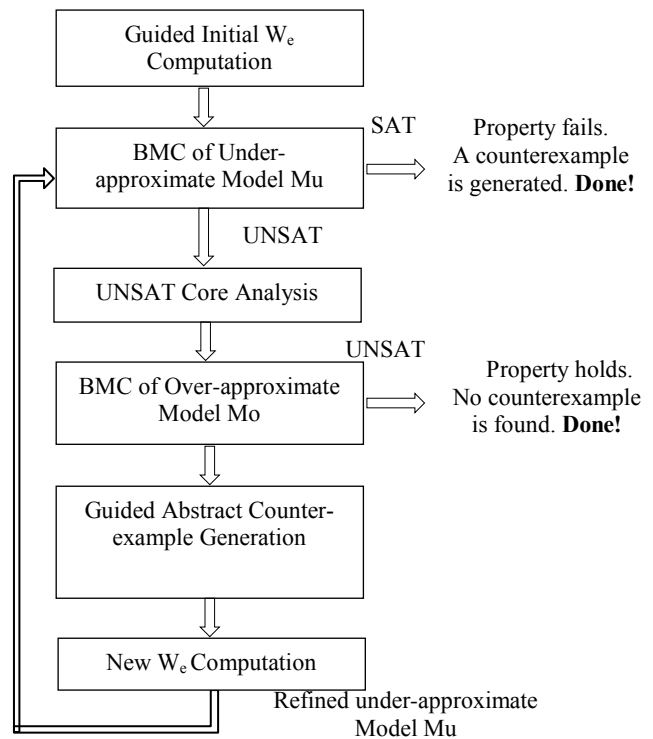 Guided Initial We
Computation
SAT
BMC of Under-
approximate Model Mu
Property fails.
A counterexample
is generated. Done!
UNSAT
UNSAT Core Analysis
UNSAT
BMC of Over-approximate
Model Mo
Property holds.
No counterexample
is found. Done!
Guided Abstract Counter-
example Generation
New We Computation
Refined under-approximate
Model Mu